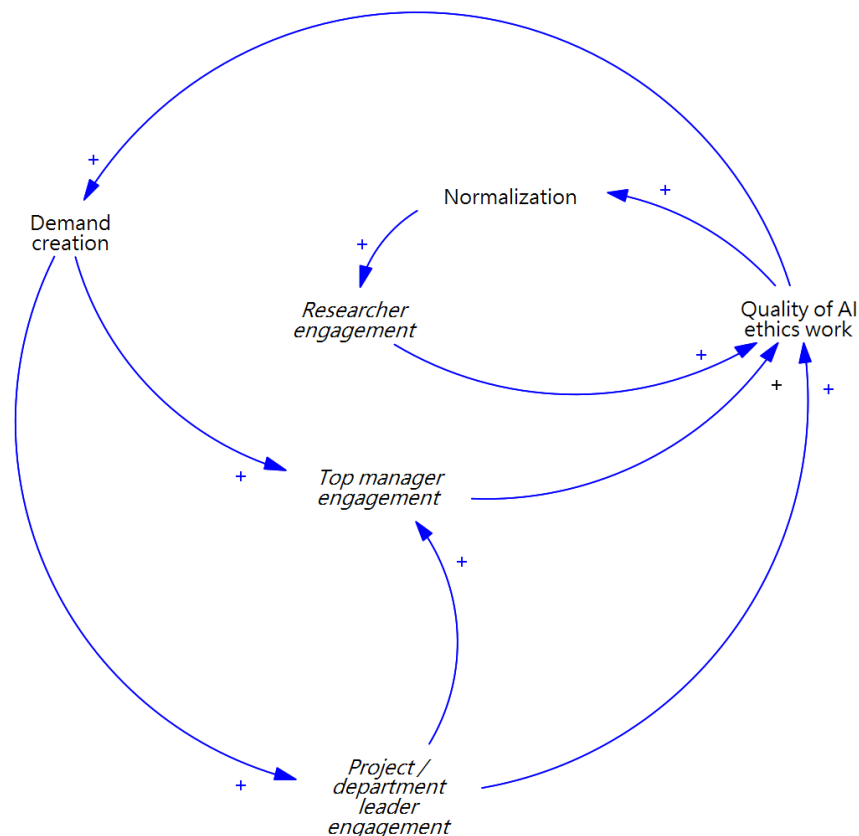 +
Normalization
+
Demand
creation
+
Researcher
engagement
Quality of AI
ethics work
+
+
+
Top manager
engagement
+
+
Project /
department
leader
engagement
+